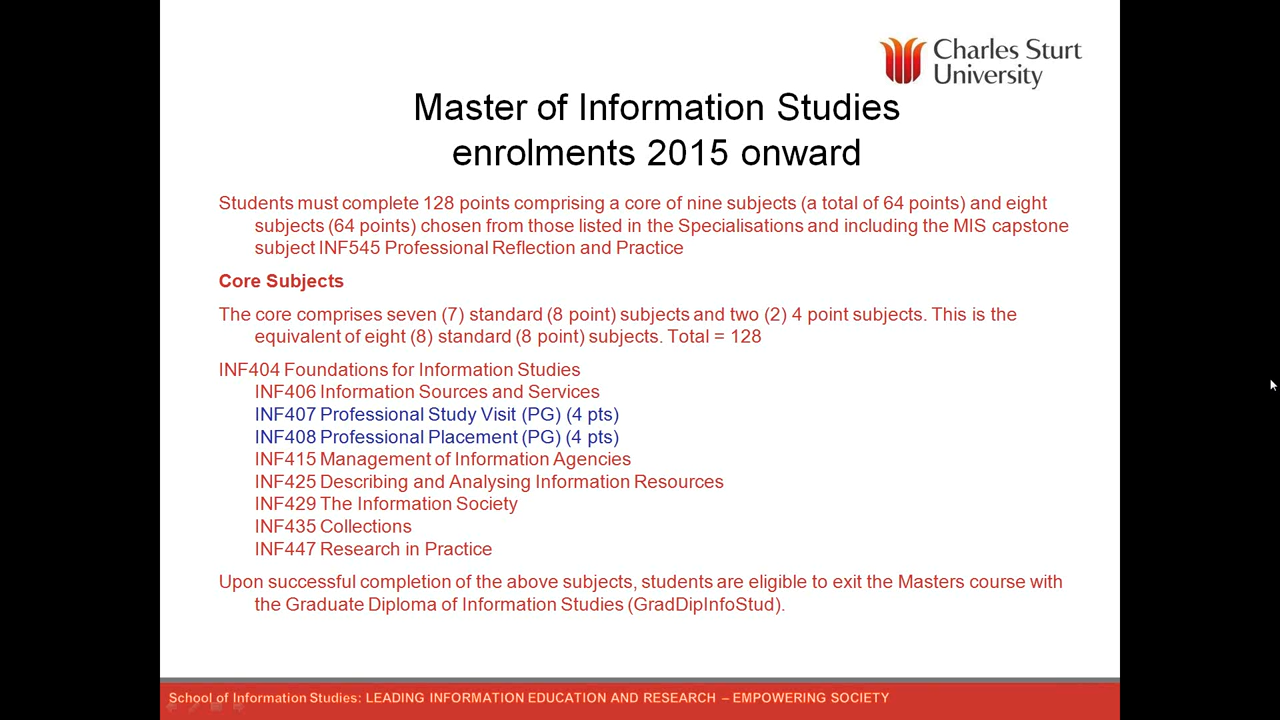 Charles Sturt
University
Master of Information Studies
enrolments 2015 onward
Students must complete 128 points comprising a core of nine subjects (a total of 64 points) and eight
subjects (64 points) chosen from those listed in the Specialisations and including the MIS capstone
subject INF545 Professional Reflection and Practice
Core Subjects
The core comprises seven (7) standard (8 point) subjects and two (2) 4 point subjects. This is the
equivalent of eight (8) standard (8 point) subjects. Total = 128
INF404 Foundations for Information Studies
INF406 Information Sources and Services
INF407 Professional Study Visit (PG) (4 pts)
INF408 Professional Placement (PG) (4 pts)
INF415 Management of Information Agencies
INF425 Describing and Analysing Information Resources
INF429 The Information Society
INF435 Collections
INF447 Research in Practice
Upon successful completion of the above subjects, students are eligible to exit the Masters course with
the Graduate Diploma of Information Studies (GradDipInfoStud).
School of Information Studies: LEADING INFORMATION EDUCATION AND RESEARCH – EMPOWERING SOCIETY